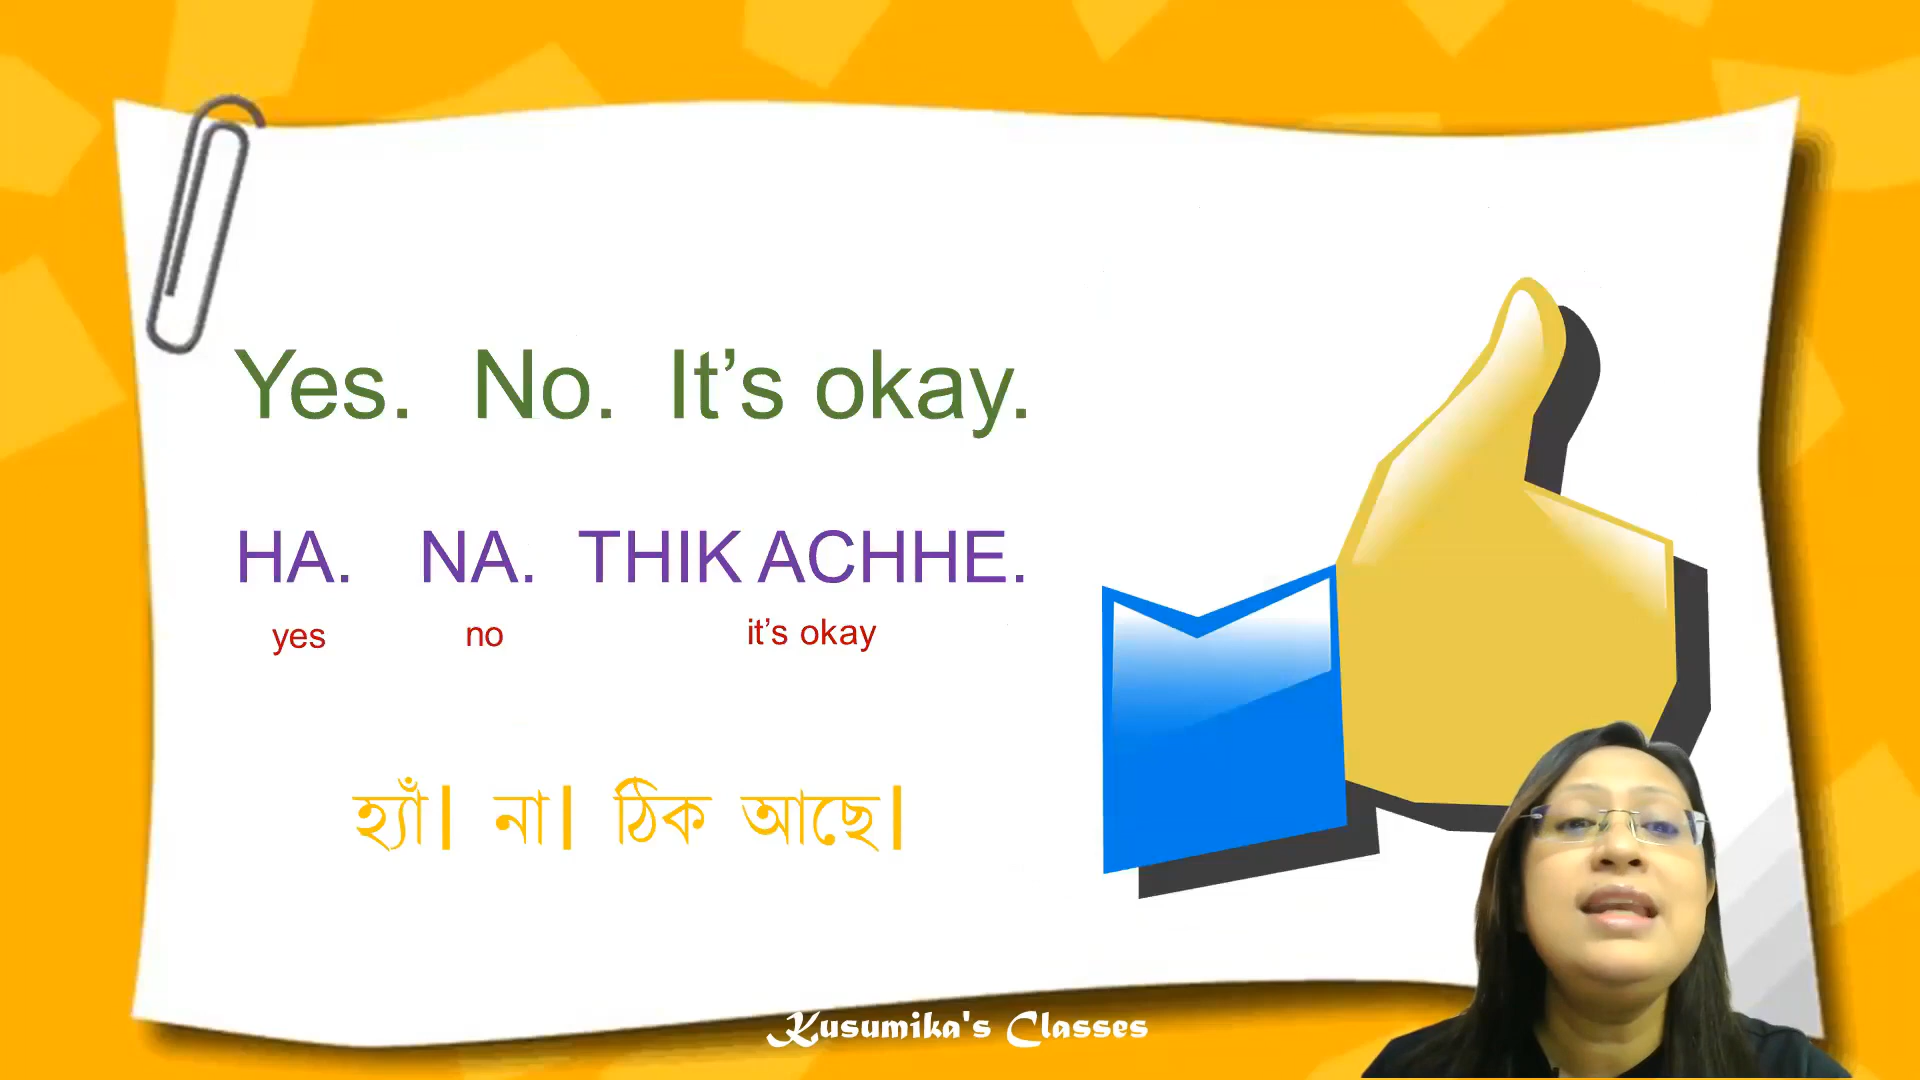 Yes. No. It’s okay.
HA. NA. THIK ACHHE.
yes no it’s okay
হ্যাঁ। না। ঠিক আছে।
Kusumika's Classes